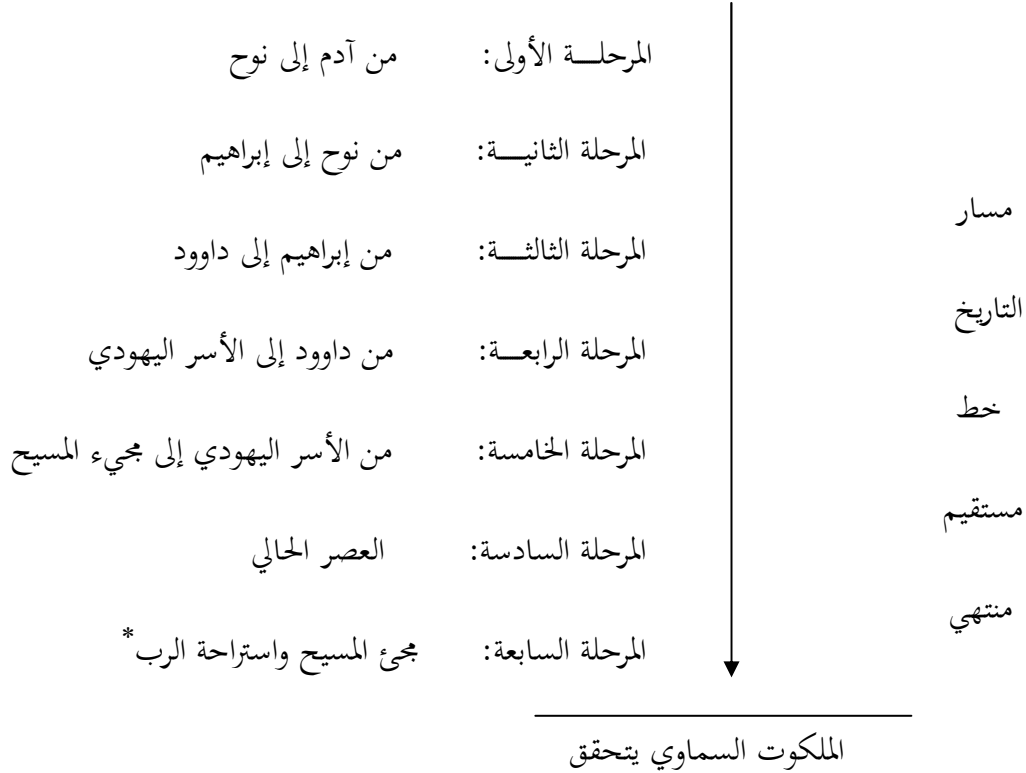 المرحلة الأولى: من آدم إلى نوح
المرحلة الثانية: من نوح إلى إبراهيم
مسار
المرحلة الثالثة: من إبراهيم إلى داوود
التاريخ
المرحلة الرابعة: من داوود إلى الأسر اليهودي
خط
المرحلة الخامسة: من الأسر اليهودي إلى مجيء المسيح
مستقيم
المرحلة السادسة: العصر الحالي
منتهي
المرحلة السابعة: مجئ المسيح واستراحة الرب*
الملكوت السماوي يتحقق